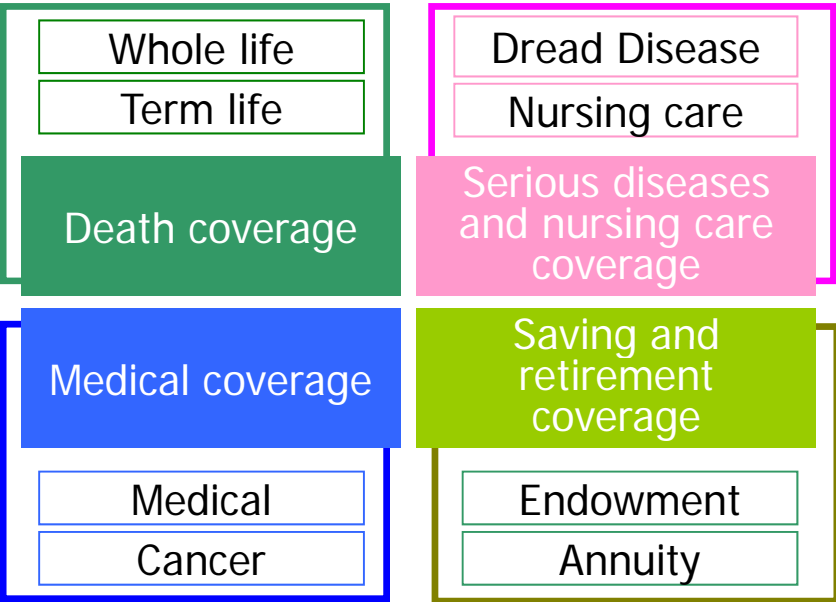 Whole life
Term life
Death coverage
Dread Disease
Nursing care
Serious diseases
and nursing care
coverage
Medical coverage
Medical
Cancer
Saving and
retirement
coverage
Endowment
Annuity